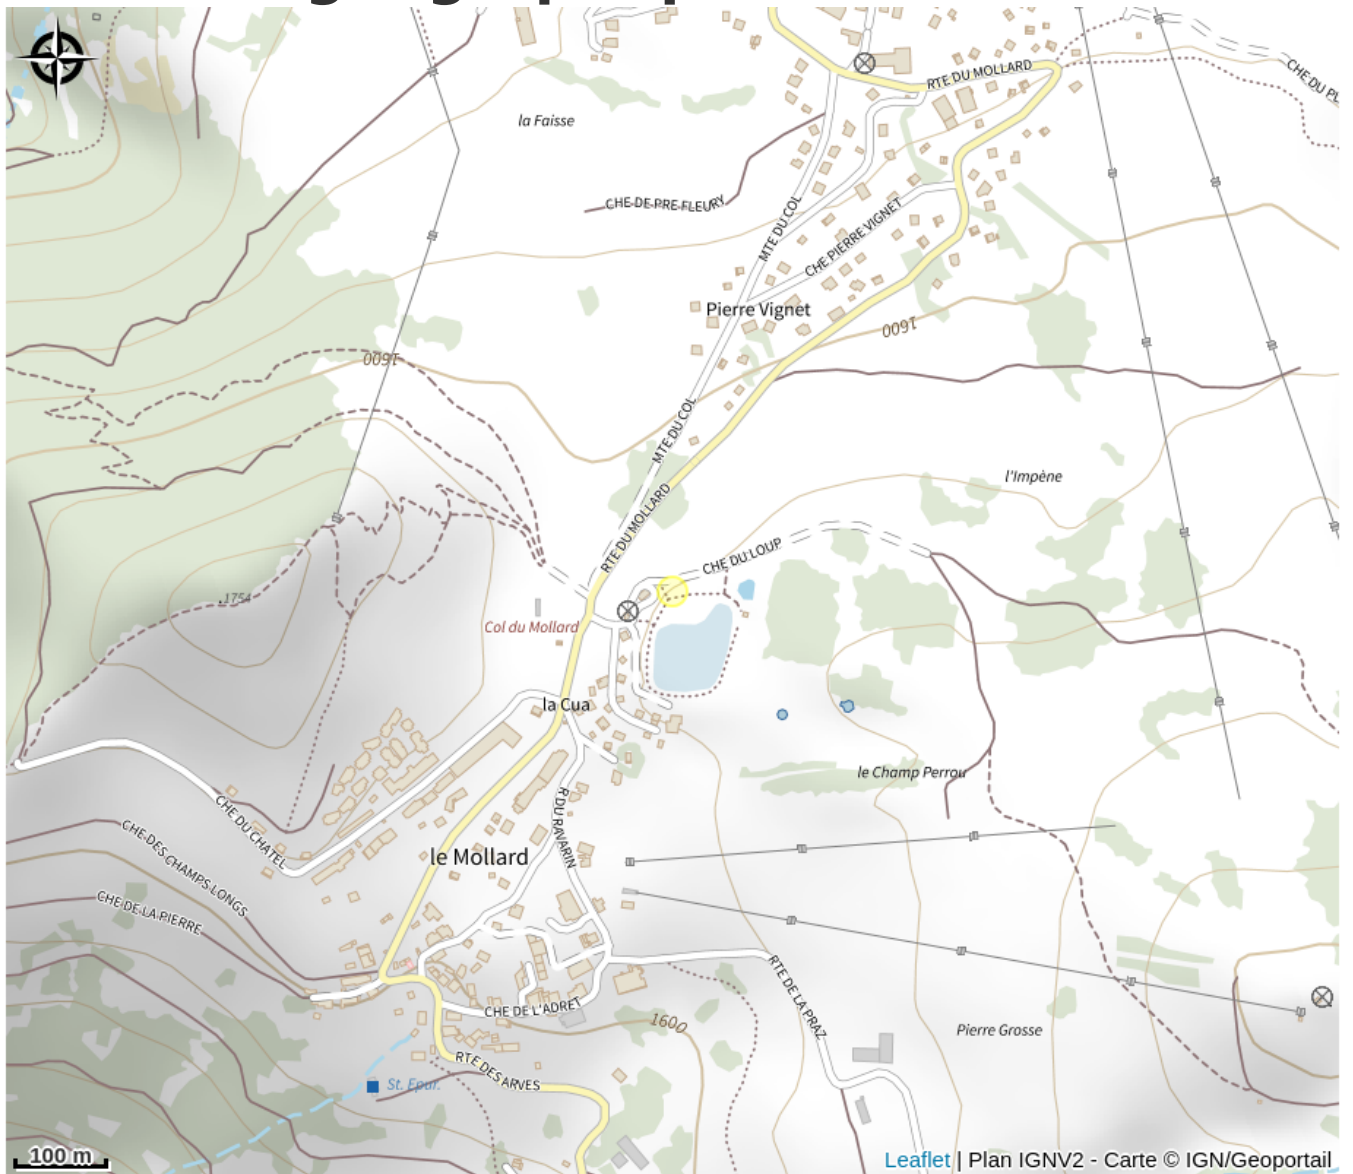 RTE DU MOLLARD
CHE DU PL
la Faisse
CHE DE PRE FLEURY
MTE DU COL
CHE PIERRE VIGNET
Pierre Vignet
1600
1600
MTE DU COL
l'Impène
RTE DU MOLLARD
CHE DU LOUP
1754
Col du Mollard
la Cua
le Champ Perrou
CHE DU CHATEL
R DU RAVARIN
CHE DES CHAMPS LONGS
le Mollard
CHE DE LA PIERRE
RTE DE LA PRAZ
CHE DE L'ADRET
1600
Pierre Grosse
RTE DES ARVES
St. Epur.
100 m
Leaflet | Plan IGNV2 - Carte © IGN/Geoportail